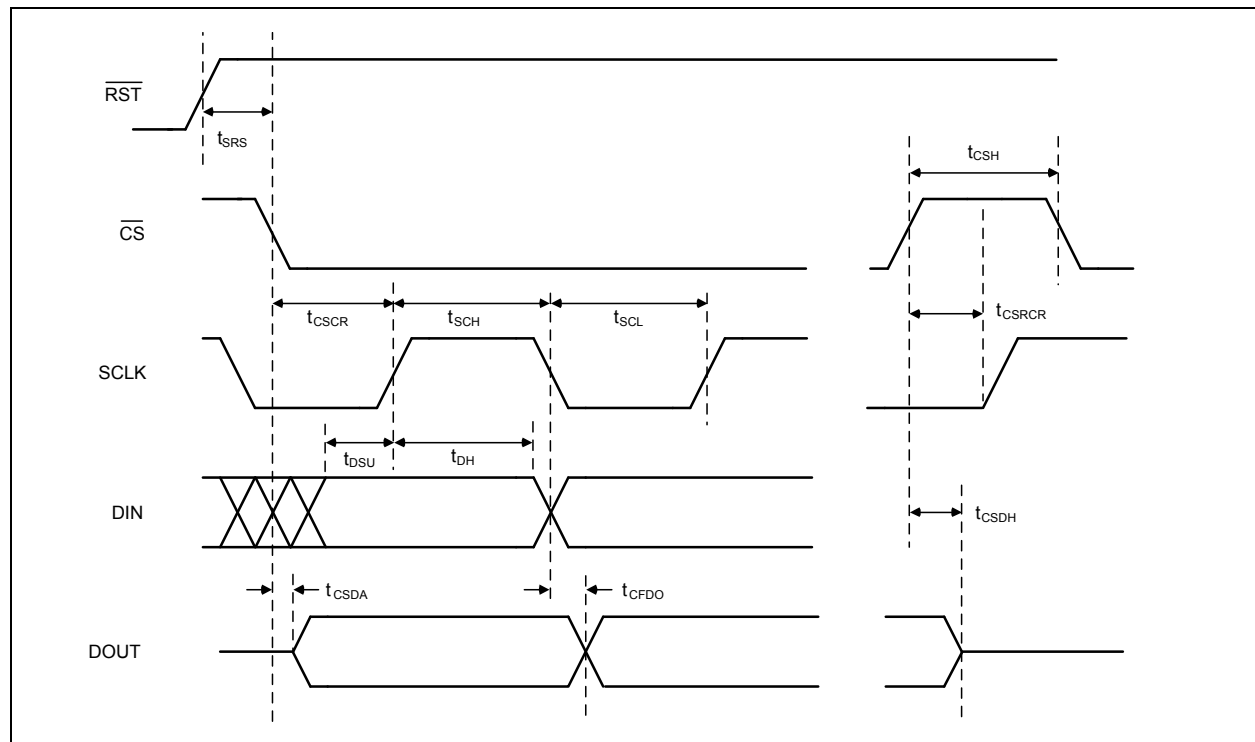 RST
tSRS
tCSH
CS
tCSCR
tSCH
tSCL
tCSRCR
SCLK
tDSU
tDH
DIN
tCSDH
tCSDA
tCFDO
DOUT